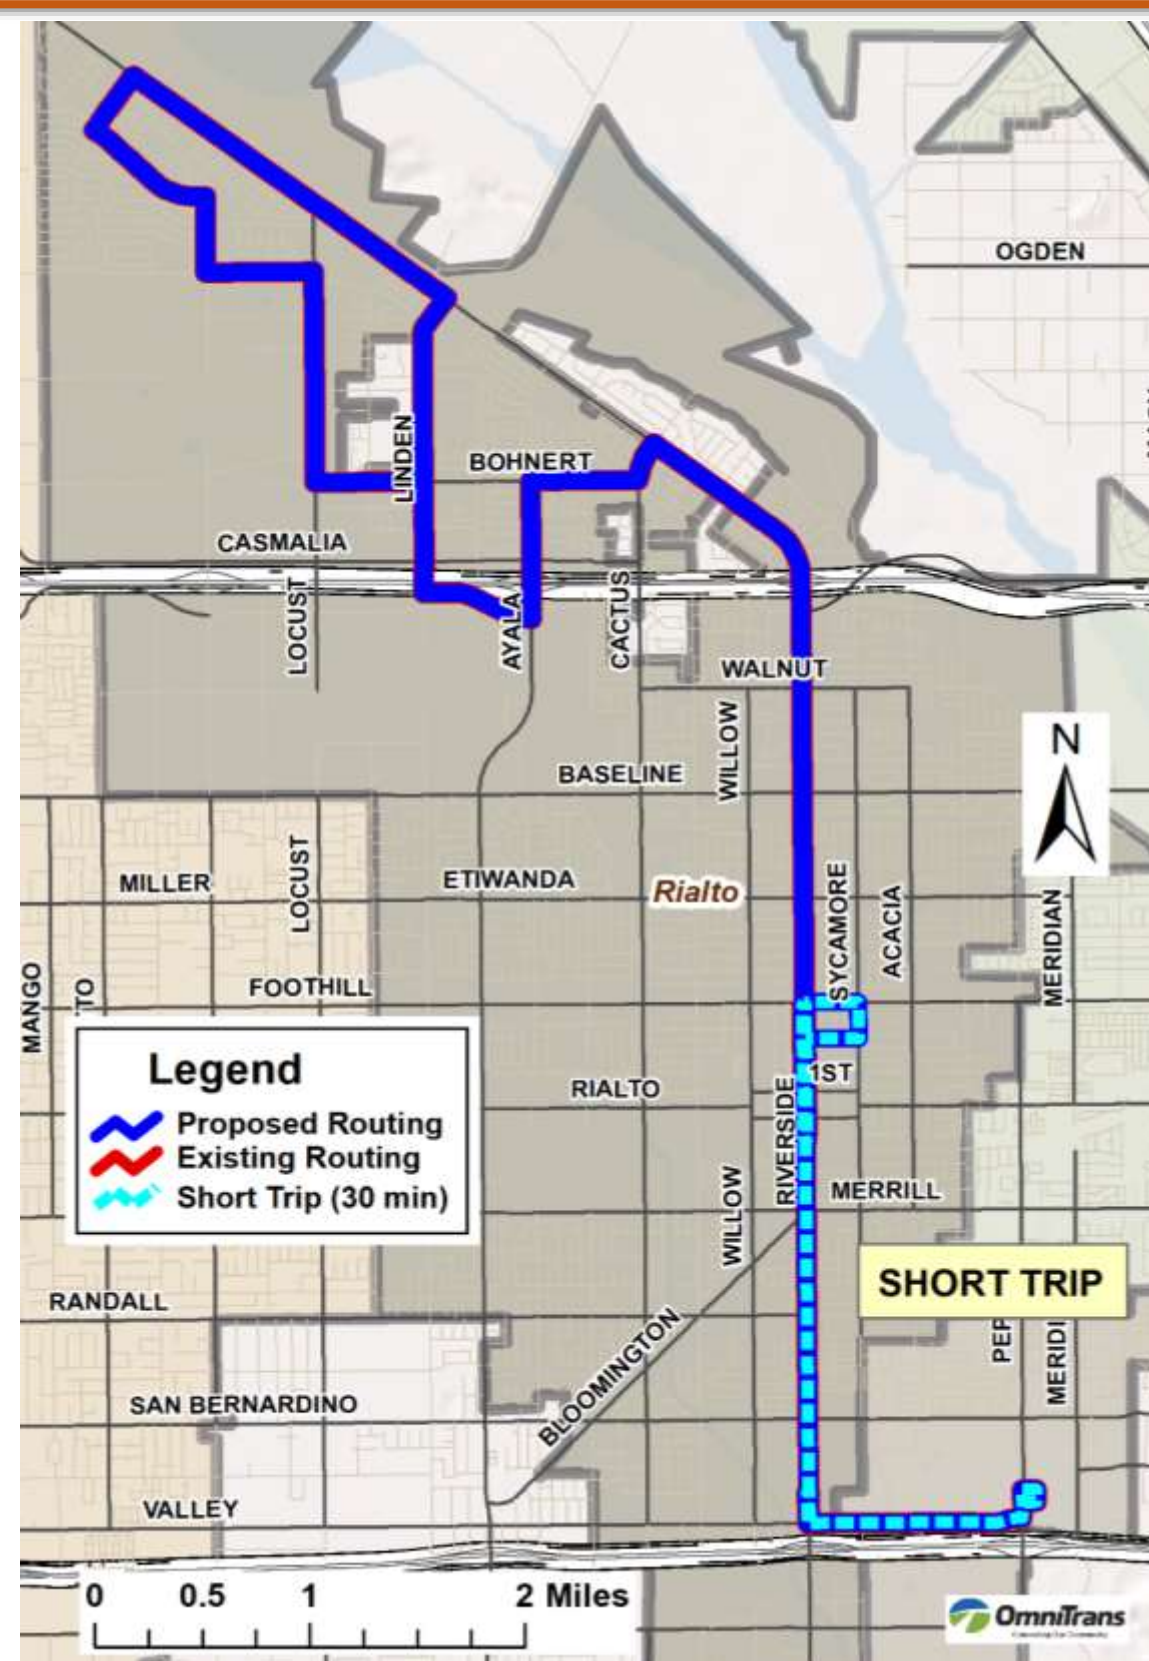 OGDEN
LINDEN
BOHNERT
CASMALIA
LOCUST
AYALA
CACTUS
WALNUT
WILLOW
N
BASELINE
MILLER
LOCUST
ETIWANDA
Rialto
SYCAMORE
ACACIA
MERIDIAN
MANGO
TO
FOOTHILL
Legend
Proposed Routing
Existing Routing
Short Trip (30 min)
RIALTO
1ST
RIVERSIDE
WILLOW
MERRILL
SHORT TRIP
RANDALL
PEP
MERIDI
BLOOMINGTON
SAN BERNARDINO
VALLEY
0 0.5 1 2 Miles
OmniTrans